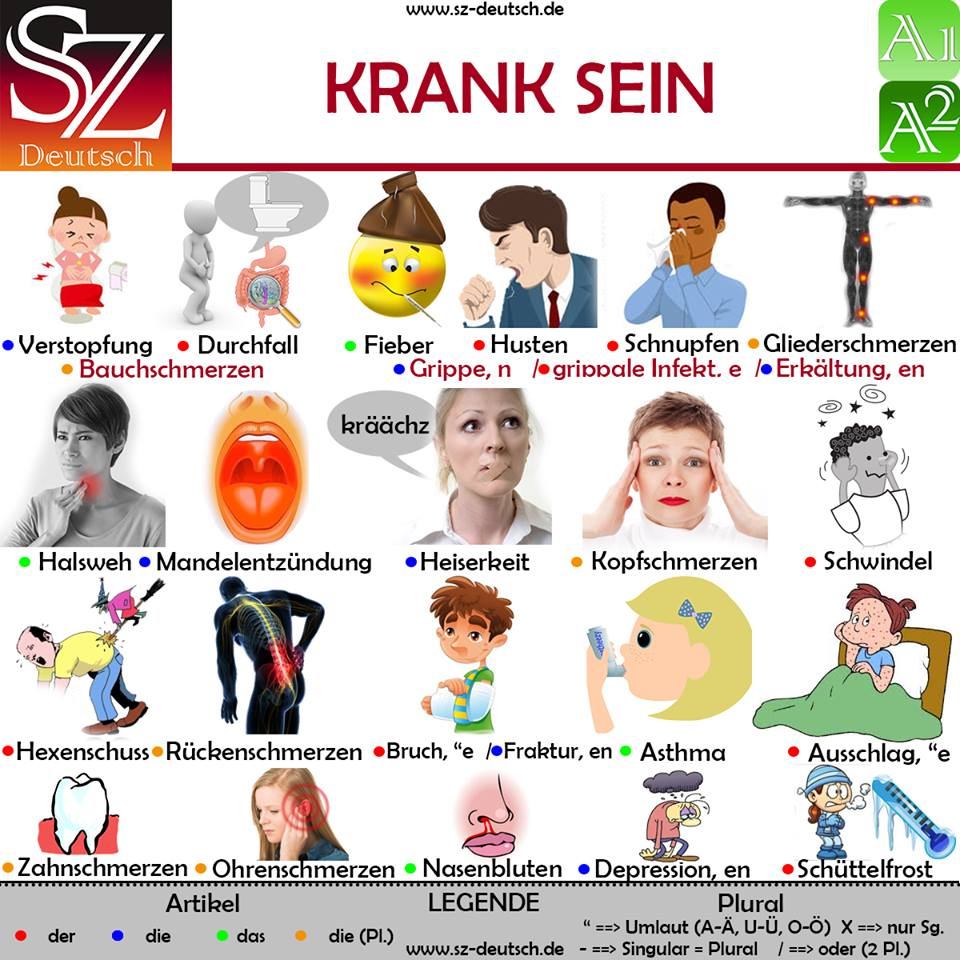 www.sz-deutsch.de
SZ
Deutsch
KRANK SEIN
A1
A2
Verstopfung Durchfall Fieber Husten Schnupfen Gliederschmerzen
Bauchschmerzen Grippe, n / grippale Infekt, e / Erkältung, en
kräächz
Halsweh Mandelentzündung Heiserkeit Kopfschmerzen Schwindel
Hexenschuss Rückenschmerzen Bruch, “e / Fraktur, en Asthma Ausschlag, “e
Zahnschmerzen Ohrenschmerzen Nasenbluten Depression, en Schüttelfrost
Artikel LEGENDE Plural
der die das die (Pl.)
“ ==> Umlaut (A-Ä, U-Ü, O-Ö) X ==> nur Sg.
www.sz-deutsch.de - ==> Singular = Plural / ==> oder (2 Pl.)